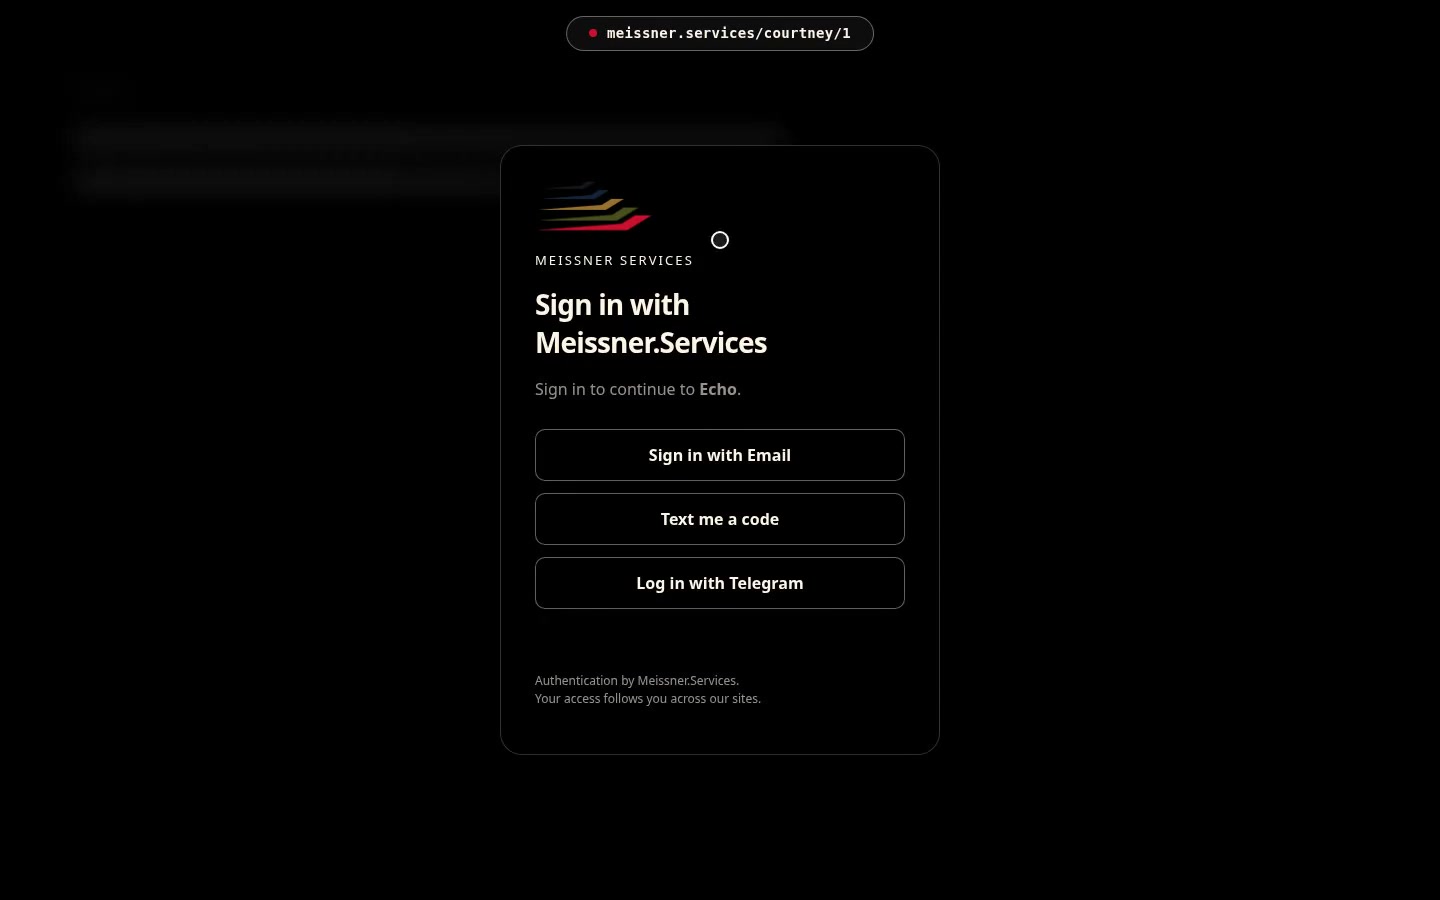 meissner.services/courtney/1
MEISSNER SERVICES
Sign in with
Meissner.Services
Sign in to continue to Echo.
Sign in with Email
Text me a code
Log in with Telegram
Authentication by Meissner.Services.
Your access follows you across our sites.